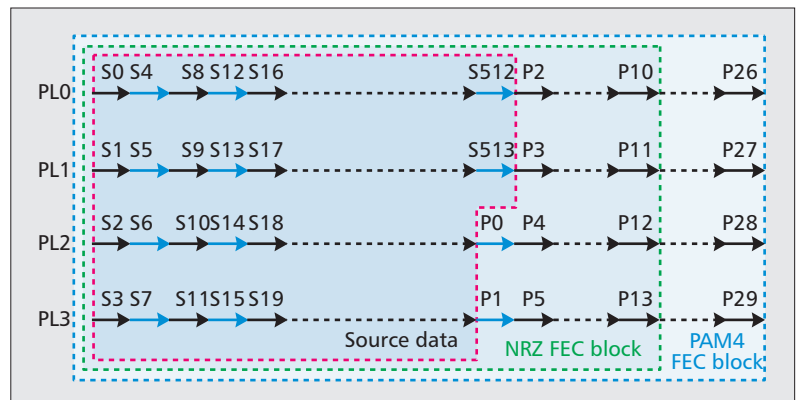 S0 S4 S8 S12 S16 S512 P2 P10 P26
PL0
S1 S5 S9 S13 S17 S513 P3 P11 P27
PL1
S2 S6 S10 S14 S18 P0 P4 P12 P28
PL2
S3 S7 S11 S15 S19 P1 P5 P13 P29
PL3
Source data NRZ FEC block PAM4
FEC block